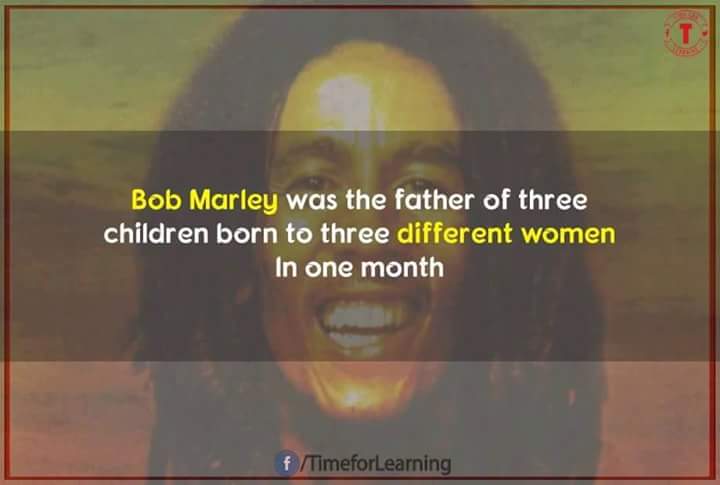 T
Bob Marley was the father of three
children born to three different women
In one month
f/TimeforLearning